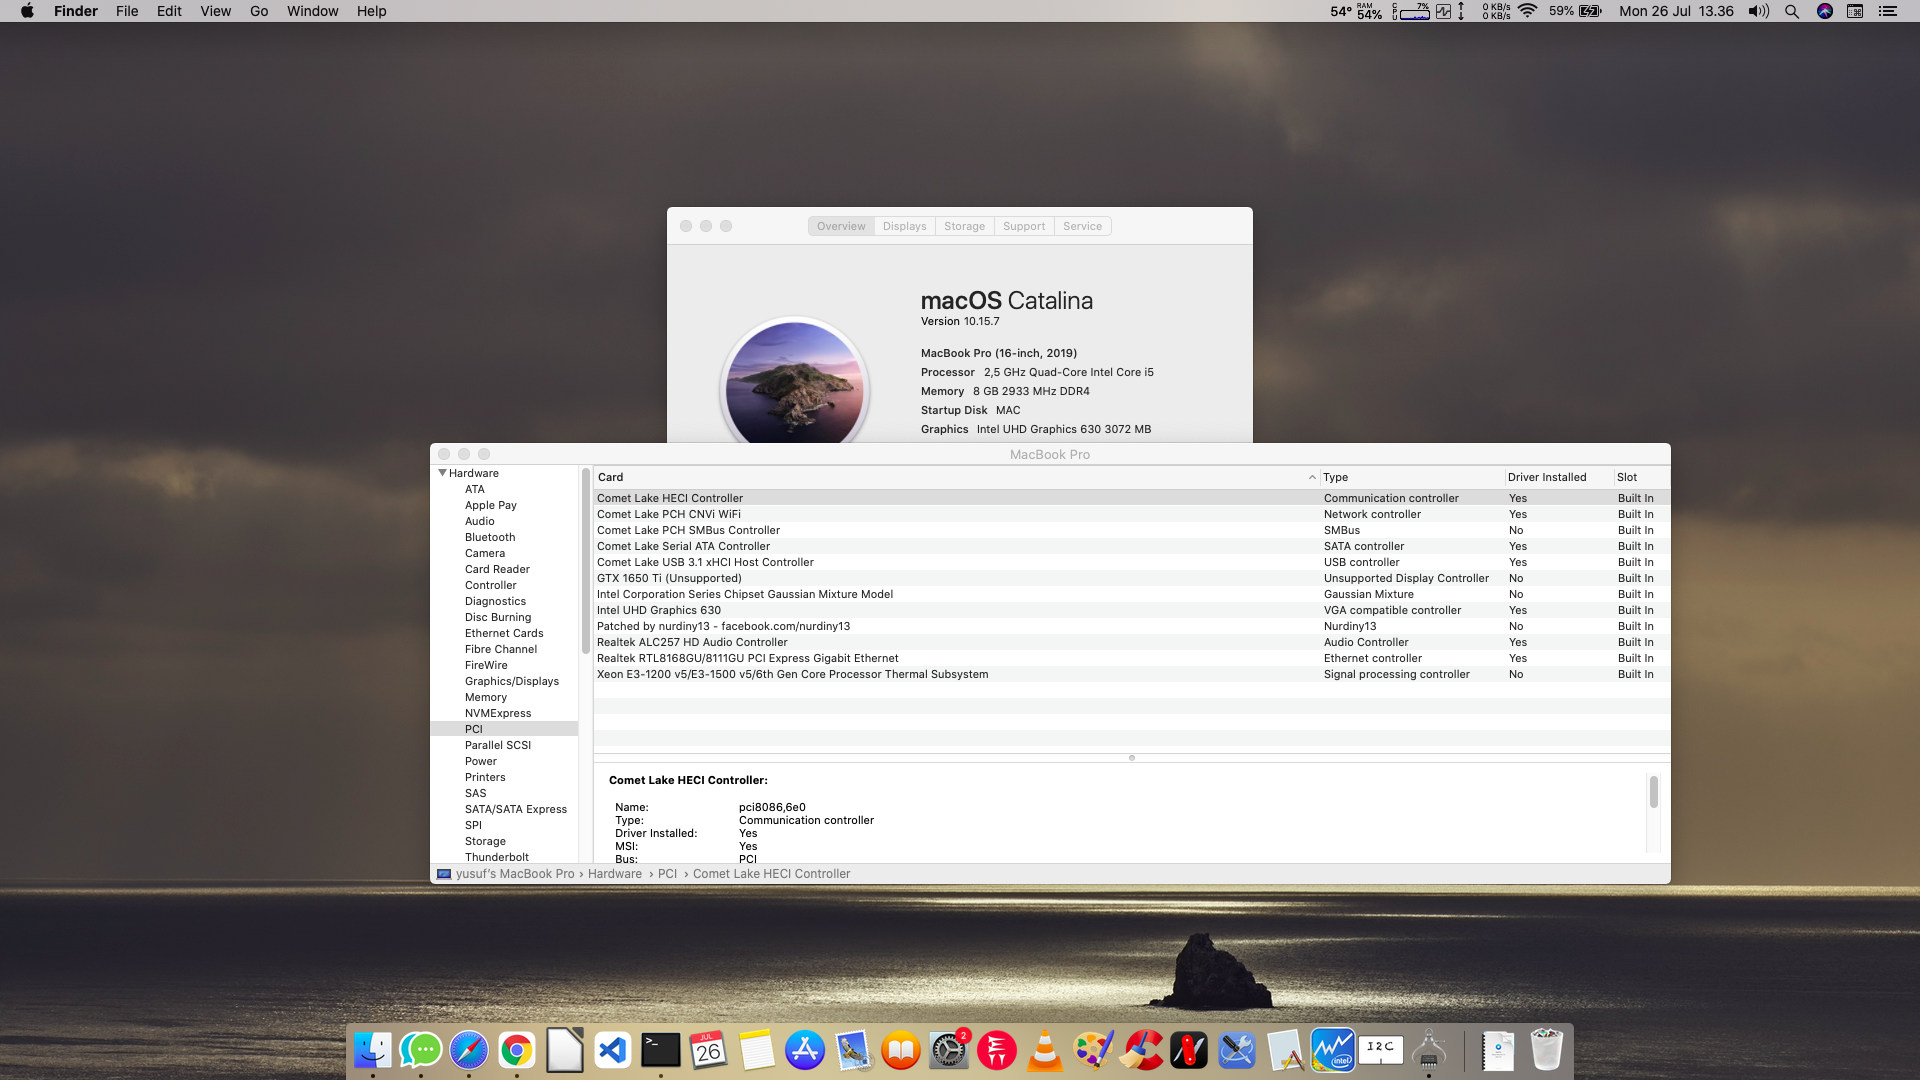 Finder File Edit View Go Window Help 54° RAM 54% CPU 7% 0 KB/s 0 KB/s 59% Mon 26 Jul 13.36
Overview Displays Storage Support Service
macOS Catalina
Version 10.15.7
MacBook Pro (16-inch, 2019)
Processor 2,5 GHz Quad-Core Intel Core i5
Memory 8 GB 2933 MHz DDR4
Startup Disk MAC
Graphics Intel UHD Graphics 630 3072 MB
MacBook Pro
Hardware
ATA
Apple Pay
Audio
Bluetooth
Camera
Card Reader
Controller
Diagnostics
Disc Burning
Ethernet Cards
Fibre Channel
FireWire
Graphics/Displays
Memory
NVMExpress
PCI
Parallel SCSI
Power
Printers
SAS
SATA/SATA Express
SPI
Storage
Thunderbolt
Card Type Driver Installed Slot
Comet Lake HECI Controller Communication controller Yes Built In
Comet Lake PCH CNVi WiFi Network controller Yes Built In
Comet Lake PCH SMBus Controller SMBus No Built In
Comet Lake Serial ATA Controller SATA controller Yes Built In
Comet Lake USB 3.1 xHCI Host Controller USB controller Yes Built In
GTX 1650 Ti (Unsupported) Unsupported Display Controller No Built In
Intel Corporation Series Chipset Gaussian Mixture Model Gaussian Mixture No Built In
Intel UHD Graphics 630 VGA compatible controller Yes Built In
Patched by nurdiny13 - facebook.com/nurdiny13 Nurdiny13 No Built In
Realtek ALC257 HD Audio Controller Audio Controller Yes Built In
Realtek RTL8168GU/8111GU PCI Express Gigabit Ethernet Ethernet controller Yes Built In
Xeon E3-1200 v5/E3-1500 v5/6th Gen Core Processor Thermal Subsystem Signal processing controller No Built In
Comet Lake HECI Controller:
Name: pci8086,6e0
Type: Communication controller
Driver Installed: Yes
MSI: Yes
Bus: PCI
yusuf's MacBook Pro › Hardware › PCI › Comet Lake HECI Controller
>_
JUL
26
2
intel
I2C